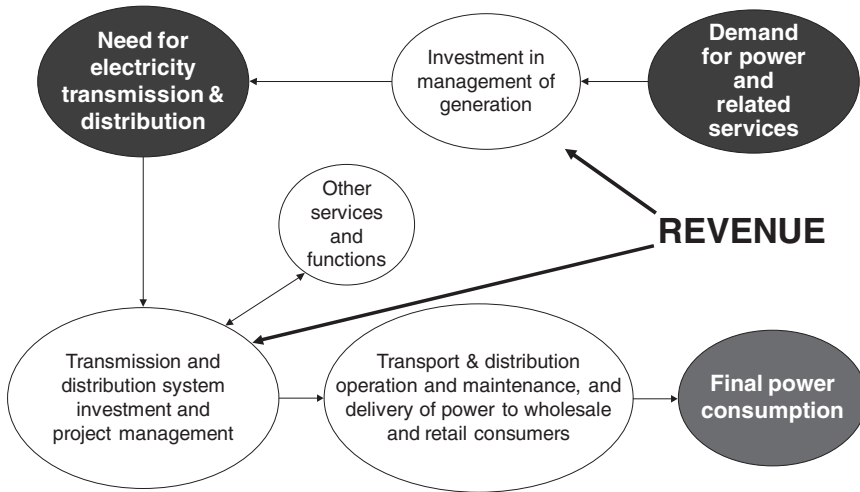 Need for
electricity
transmission &
distribution
Investment in
management of
generation
Demand
for power
and
related
services
Other
services
and
functions
REVENUE
Transmission and
distribution system
investment and
project management
Transport & distribution
operation and maintenance, and
delivery of power to wholesale
and retail consumers
Final power
consumption